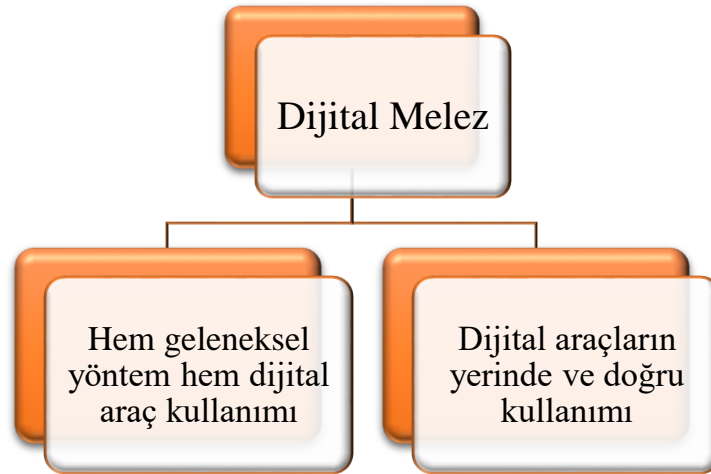 Dijital Melez
Hem geleneksel
yöntem hem dijital
araç kullanımı
Dijital araçların
yerinde ve doğru
kullanımı